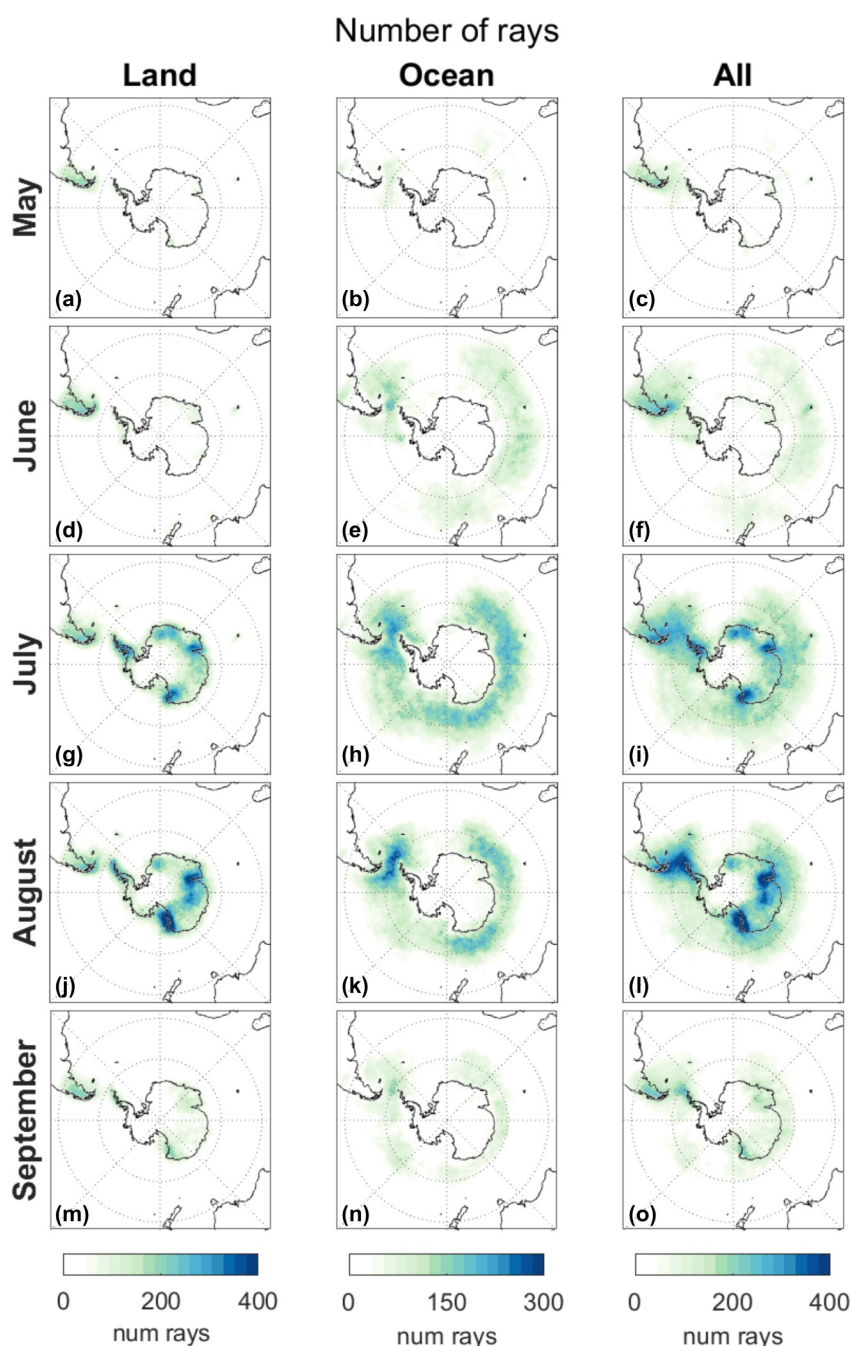 Number of rays
Land Ocean All
May
(a) (b) (c)
June
(d) (e) (f)
July
(g) (h) (i)
August
(j) (k) (l)
September
(m) (n) (o)
0 200 400 0 150 300 0 200 400
num rays num rays num rays